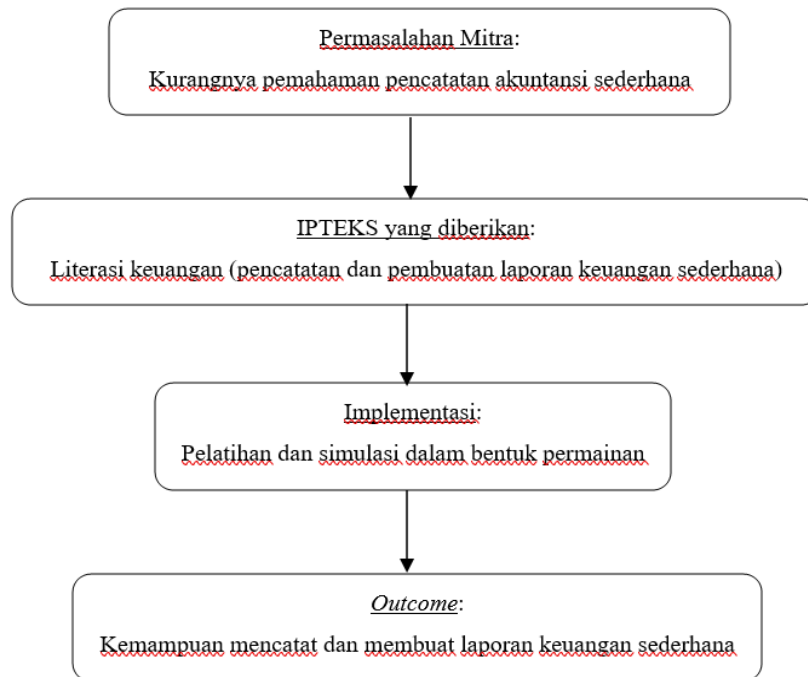 Permasalahan Mitra:
Kurangnya pemahaman pencatatan akuntansi sederhana
IPTEKS yang diberikan:
Literasi keuangan (pencatatan dan pembuatan laporan keuangan sederhana)
Implementasi:
Pelatihan dan simulasi dalam bentuk permainan
Outcome:
Kemampuan mencatat dan membuat laporan keuangan sederhana